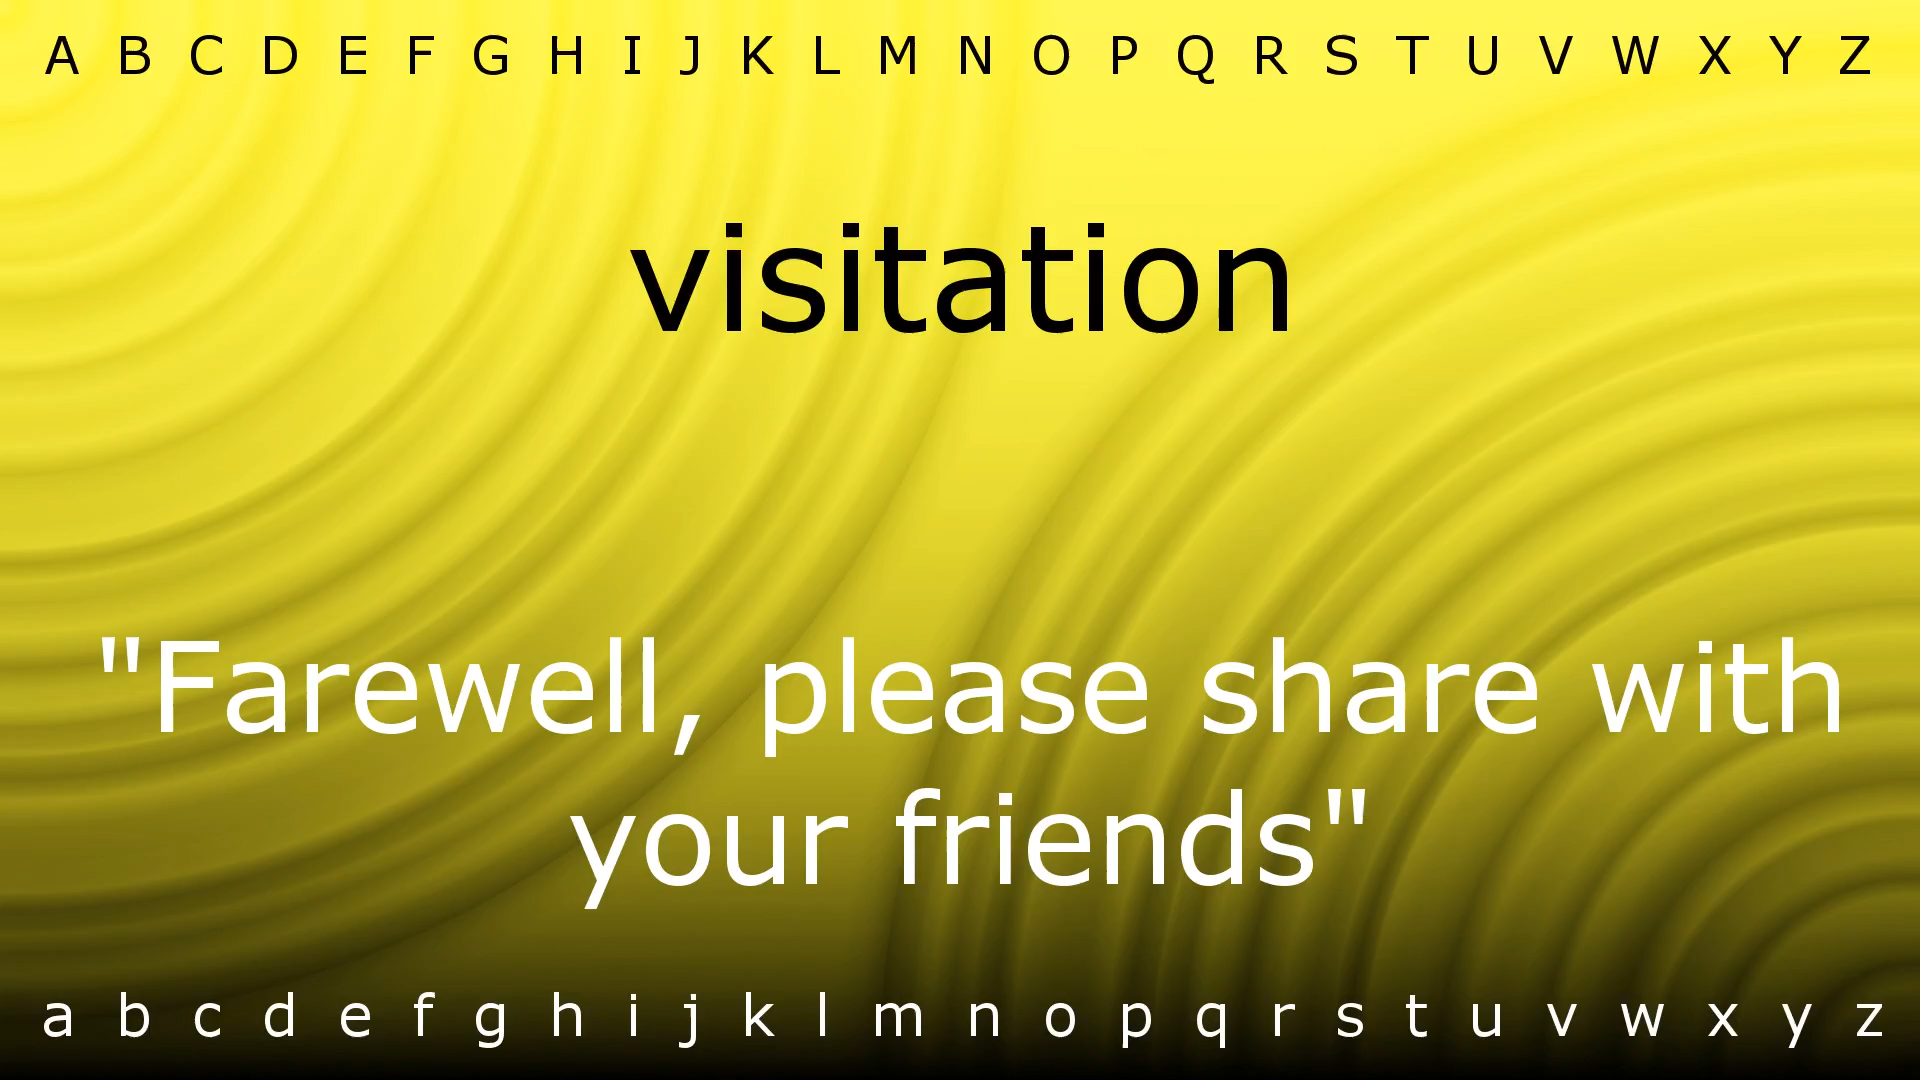 A B C D E F G H I J K L M N O P Q R S T U V W X Y Z
visitation
"Farewell, please share with
your friends"
a b c d e f g h i j k l m n o p q r s t u v w x y z